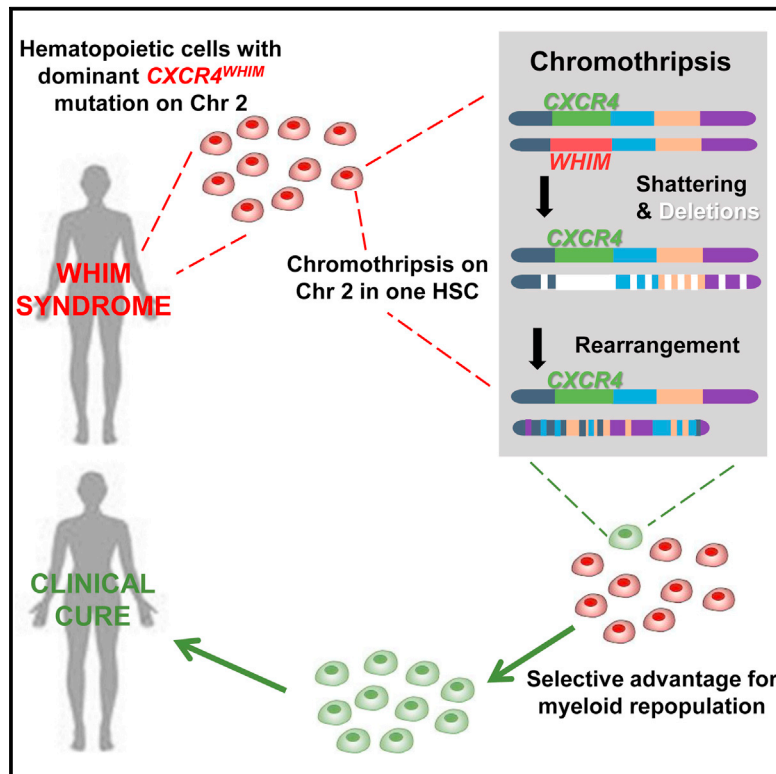 Hematopoietic cells with
dominant CXCR4WHIM
mutation on Chr 2
WHIM
SYNDROME
Chromothripsis on
Chr 2 in one HSC
Chromothripsis
CXCR4
WHIM
Shattering
& Deletions
CXCR4
Rearrangement
CXCR4
Selective advantage for
myeloid repopulation
CLINICAL
CURE